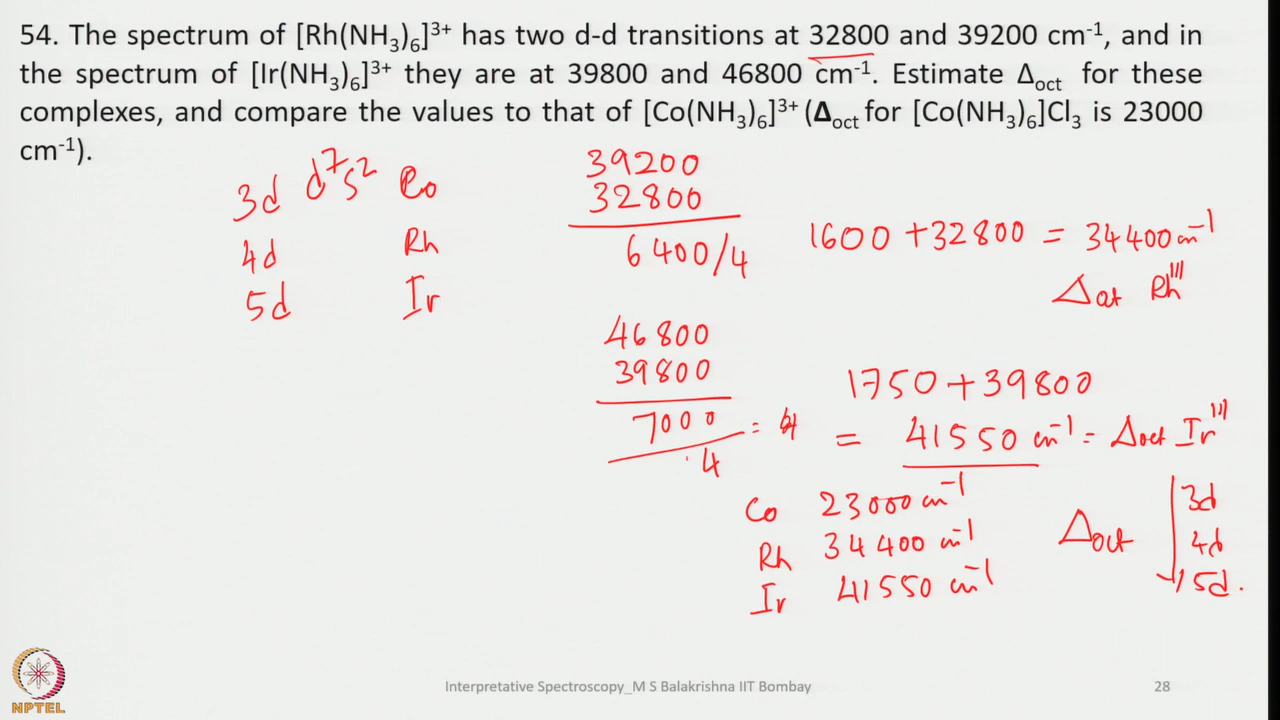 54. The spectrum of [Rh(NH₃)₆]³⁺ has two d-d transitions at 32800 and 39200 cm⁻¹, and in
the spectrum of [Ir(NH₃)₆]³⁺ they are at 39800 and 46800 cm⁻¹. Estimate Δoct for these
complexes, and compare the values to that of [Co(NH₃)₆]³⁺ (Δoct for [Co(NH₃)₆]Cl₃ is 23000
cm⁻¹).
3d d⁷s² Co
4d Rh
5d Ir
39200
32800
6400/4
1600 + 32800 = 34400 cm⁻¹
Δoct Rh^III
46800
39800
7000 =
4
1750 + 39800
= 41550 cm⁻¹ = Δoct Ir^III
Co 23000 cm⁻¹
Rh 34400 cm⁻¹
Ir 41550 cm⁻¹
Δoct
3d
4d
5d.
NPTEL
Interpretative Spectroscopy_M S Balakrishna IIT Bombay
28